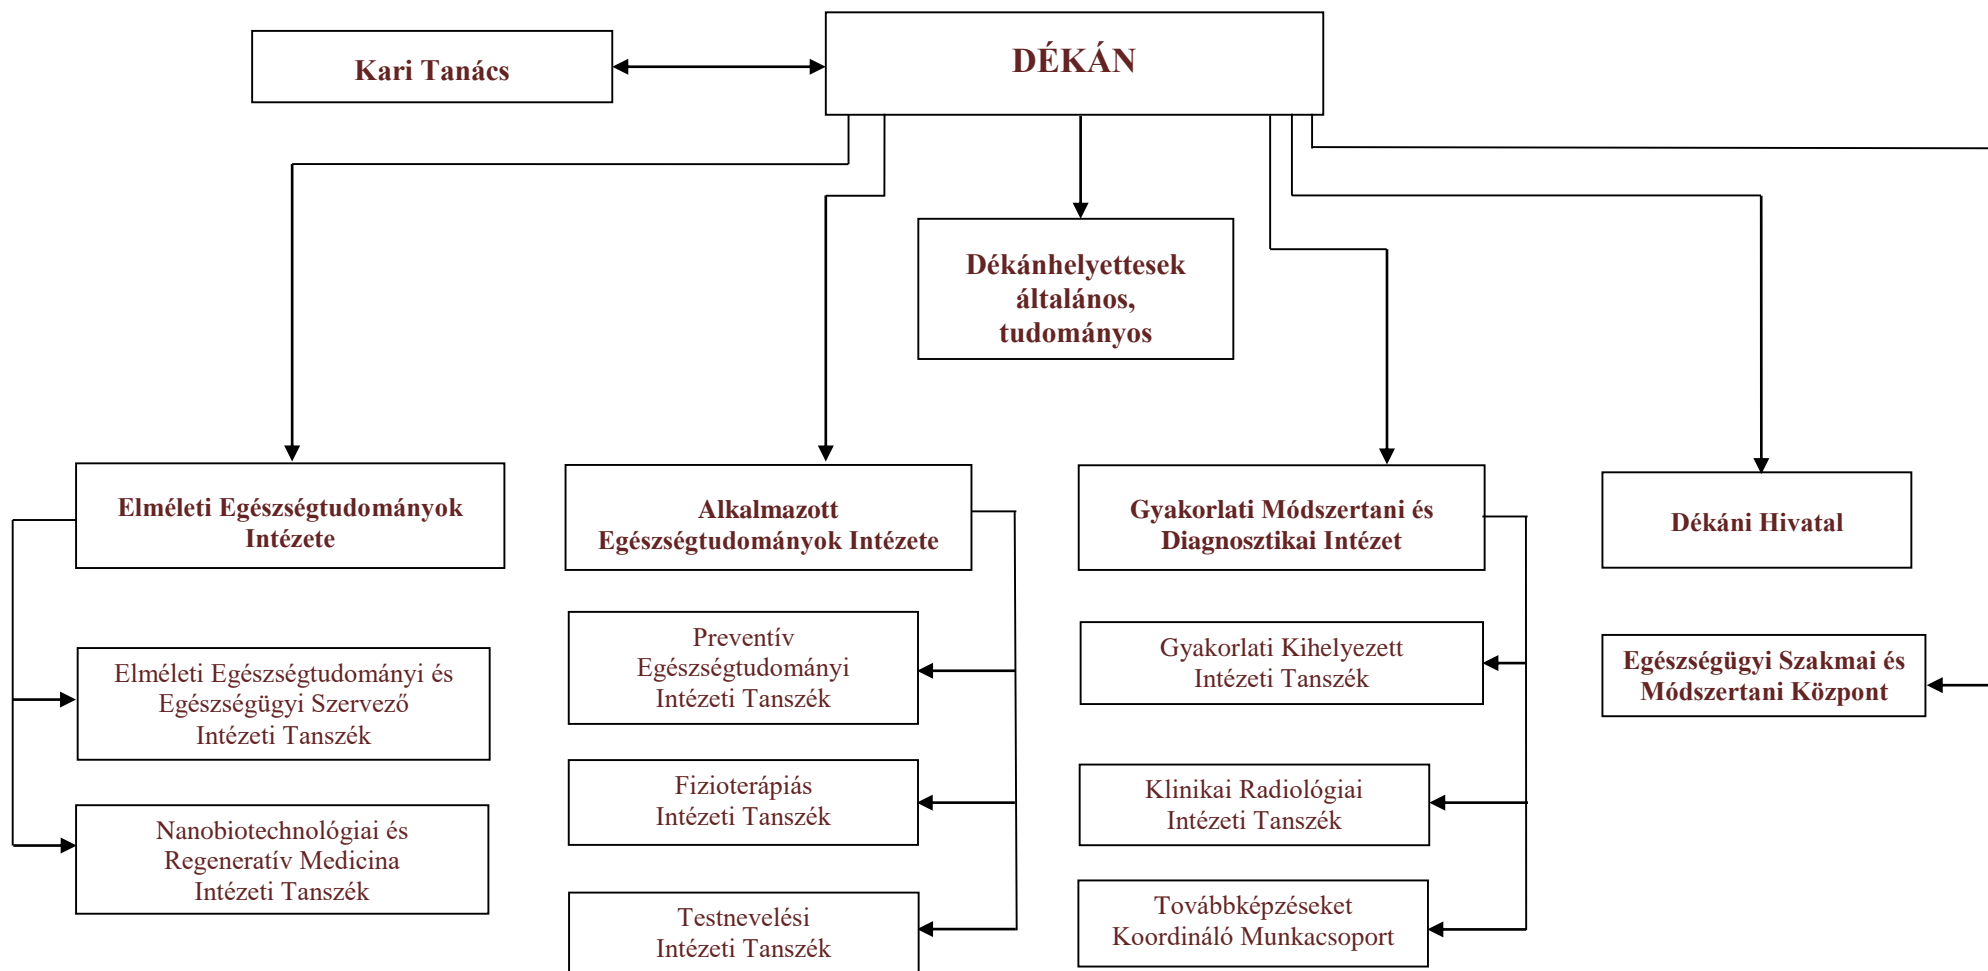 Kari Tanács
DÉKÁN
Dékánhelyettesek
általános,
tudományos
Elméleti Egészségtudományok
Intézete
Alkalmazott
Egészségtudományok Intézete
Gyakorlati Módszertani és
Diagnosztikai Intézet
Dékáni Hivatal
Elméleti Egészségtudományi és
Egészségügyi Szervező
Intézeti Tanszék
Nanobiotechnológiai és
Regeneratív Medicina
Intézeti Tanszék
Preventív
Egészségtudományi
Intézeti Tanszék
Fizioterápiás
Intézeti Tanszék
Testnevelési
Intézeti Tanszék
Gyakorlati Kihelyezett
Intézeti Tanszék
Klinikai Radiológiai
Intézeti Tanszék
Továbbképzéseket
Koordináló Munkacsoport
Egészségügyi Szakmai és
Módszertani Központ